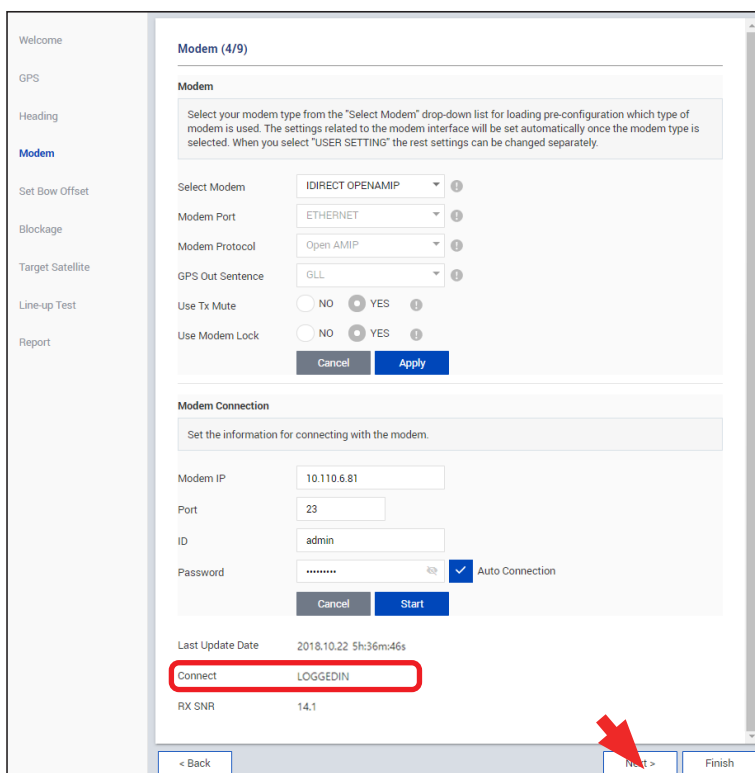 Welcome
GPS
Heading
Modem
Set Bow Offset
Blockage
Target Satellite
Line-up Test
Report
Modem (4/9)
Modem
Select your modem type from the "Select Modem" drop-down list for loading pre-configuration which type of
modem is used. The settings related to the modem interface will be set automatically once the modem type is
selected. When you select "USER SETTING" the rest settings can be changed separately.
Select Modem IDIRECT OPENAMIP
Modem Port ETHERNET
Modem Protocol Open AMIP
GPS Out Sentence GLL
Use Tx Mute NO YES
Use Modem Lock NO YES
Cancel Apply
Modem Connection
Set the information for connecting with the modem.
Modem IP 10.110.6.81
Port 23
ID admin
Password ••••••••• Auto Connection
Cancel Start
Last Update Date 2018.10.22 5h:36m:46s
Connect LOGGEDIN
RX SNR 14.1
< Back Next > Finish